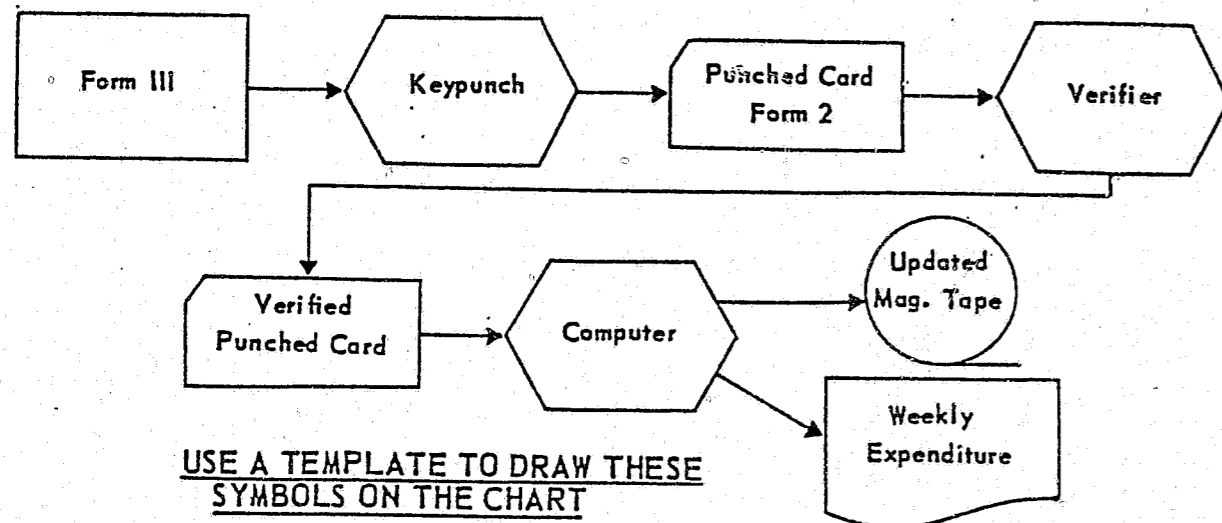 Form III
Keypunch
Punched Card
Form 2
Verifier
Verified
Punched Card
Computer
Updated
Mag. Tape
Weekly
Expenditure
USE A TEMPLATE TO DRAW THESE
SYMBOLS ON THE CHART